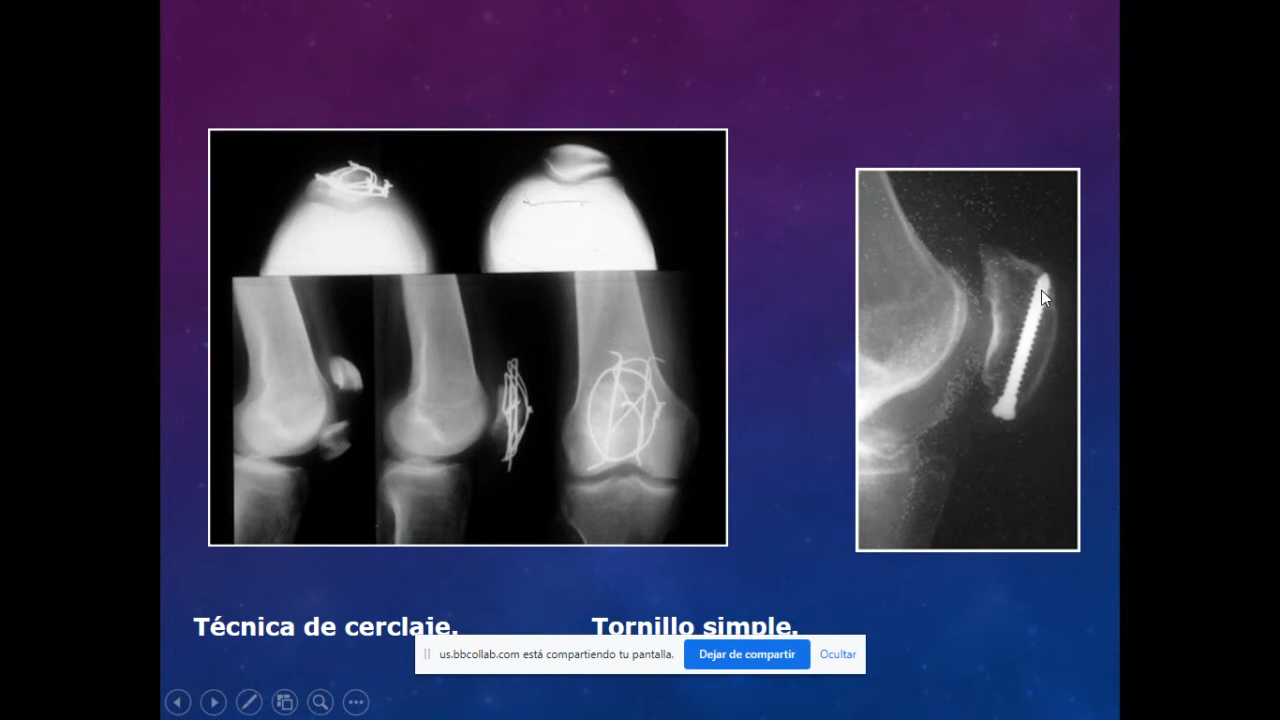 Técnica de cerclaje.
Tornillo simple.
us.bbcollab.com está compartiendo tu pantalla.
Dejar de compartir
Ocultar